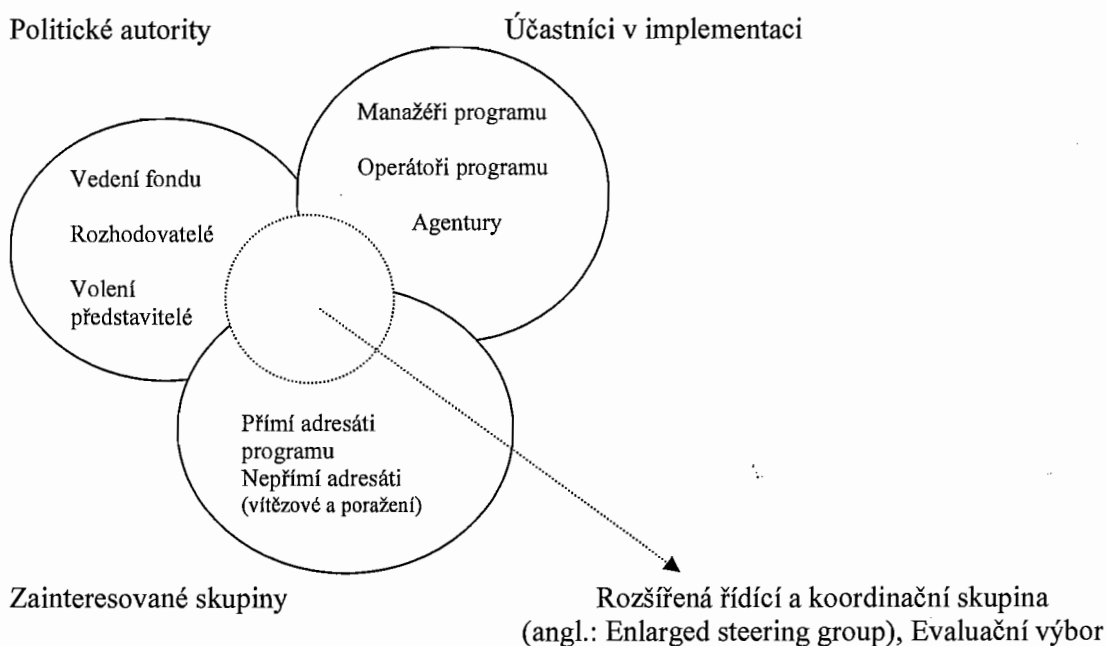 Politické autority
Účastníci v implementaci
Manažéři programu
Operátoři programu
Agentury
Vedení fondu
Rozhodovatelé
Volení
představitelé
Přímí adresáti
programu
Nepřímí adresáti
(vítězové a poražení)
Zainteresované skupiny
Rozšířená řídící a koordinační skupina
(angl.: Enlarged steering group), Evaluační výbor